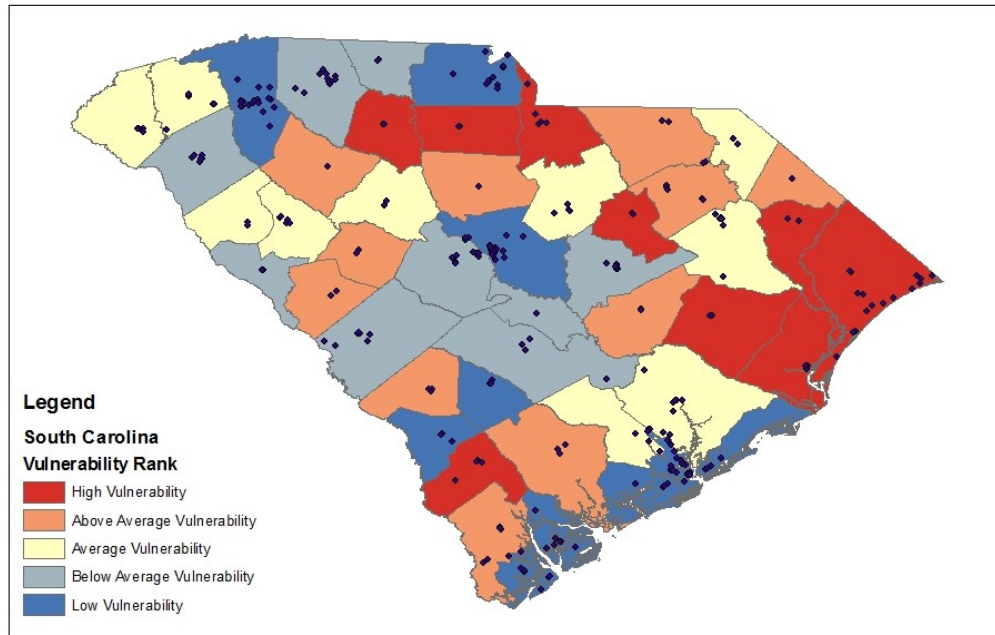 Legend
South Carolina
Vulnerability Rank
High Vulnerability
Above Average Vulnerability
Average Vulnerability
Below Average Vulnerability
Low Vulnerability